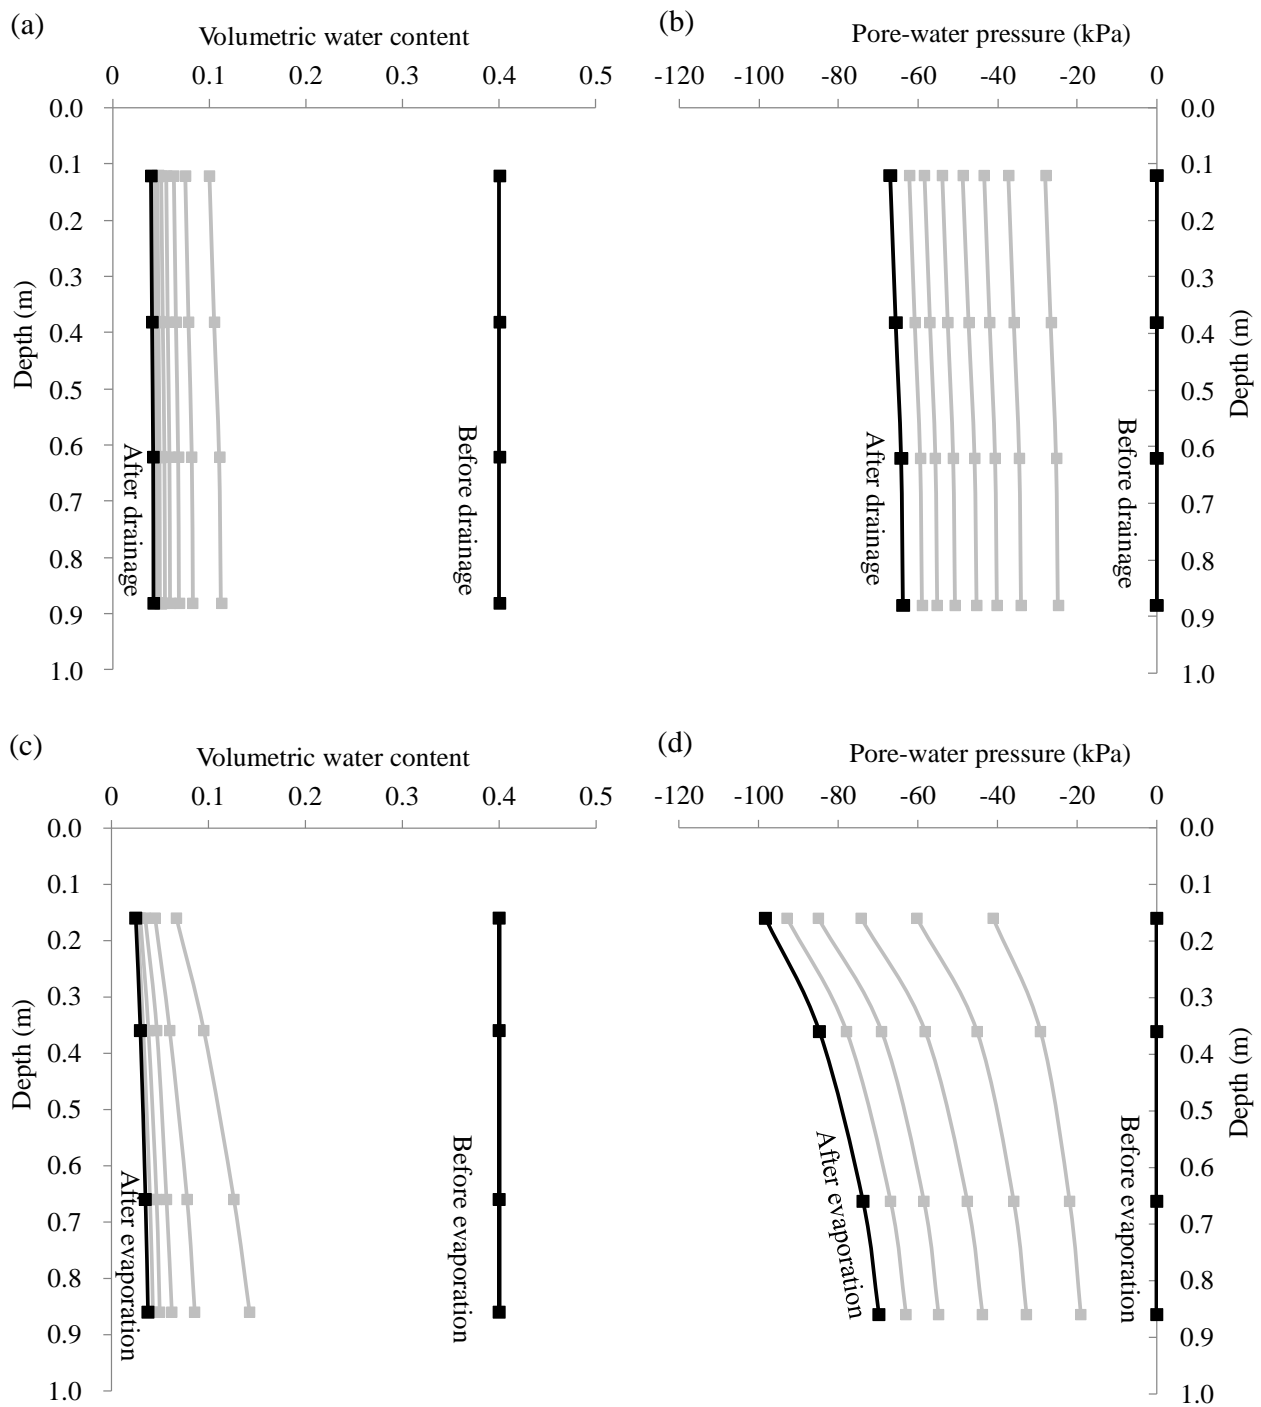 (a)
Volumetric water content
0 0.1 0.2 0.3 0.4 0.5
0.0
0.1
0.2
0.3
0.4
0.5
0.6
0.7
0.8
0.9
1.0
Depth (m)
After drainage
Before drainage
(b)
Pore-water pressure (kPa)
-120 -100 -80 -60 -40 -20 0
0.0
0.1
0.2
0.3
0.4
0.5
0.6
0.7
0.8
0.9
1.0
Depth (m)
After drainage
Before drainage
(c)
Volumetric water content
0 0.1 0.2 0.3 0.4 0.5
0.0
0.1
0.2
0.3
0.4
0.5
0.6
0.7
0.8
0.9
1.0
Depth (m)
After evaporation
Before evaporation
(d)
Pore-water pressure (kPa)
-120 -100 -80 -60 -40 -20 0
0.0
0.1
0.2
0.3
0.4
0.5
0.6
0.7
0.8
0.9
1.0
Depth (m)
After evaporation
Before evaporation